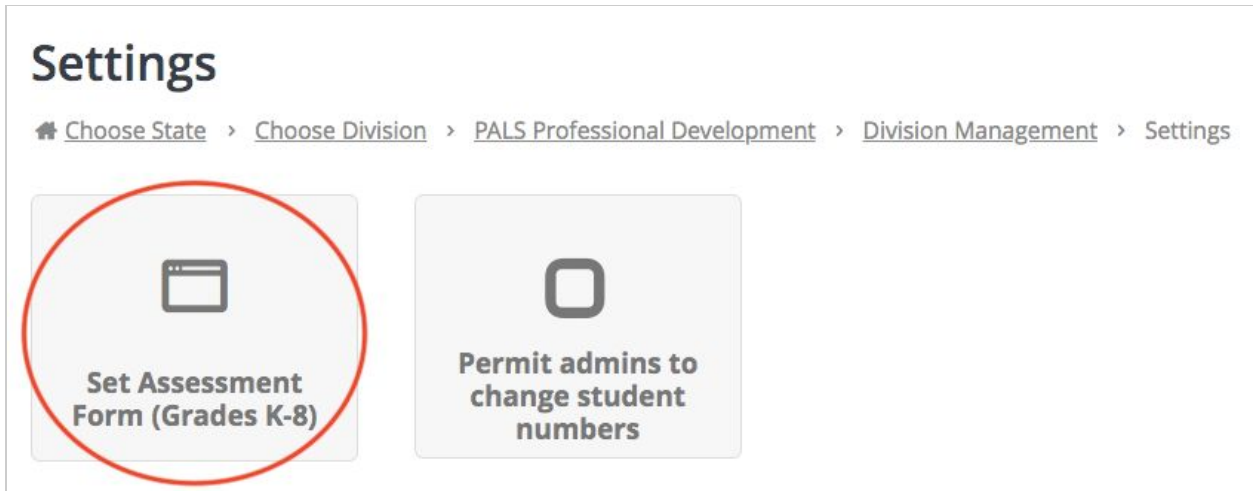 Settings
Choose State > Choose Division > PALS Professional Development > Division Management > Settings
Set Assessment
Form (Grades K-8)
Permit admins to
change student
numbers